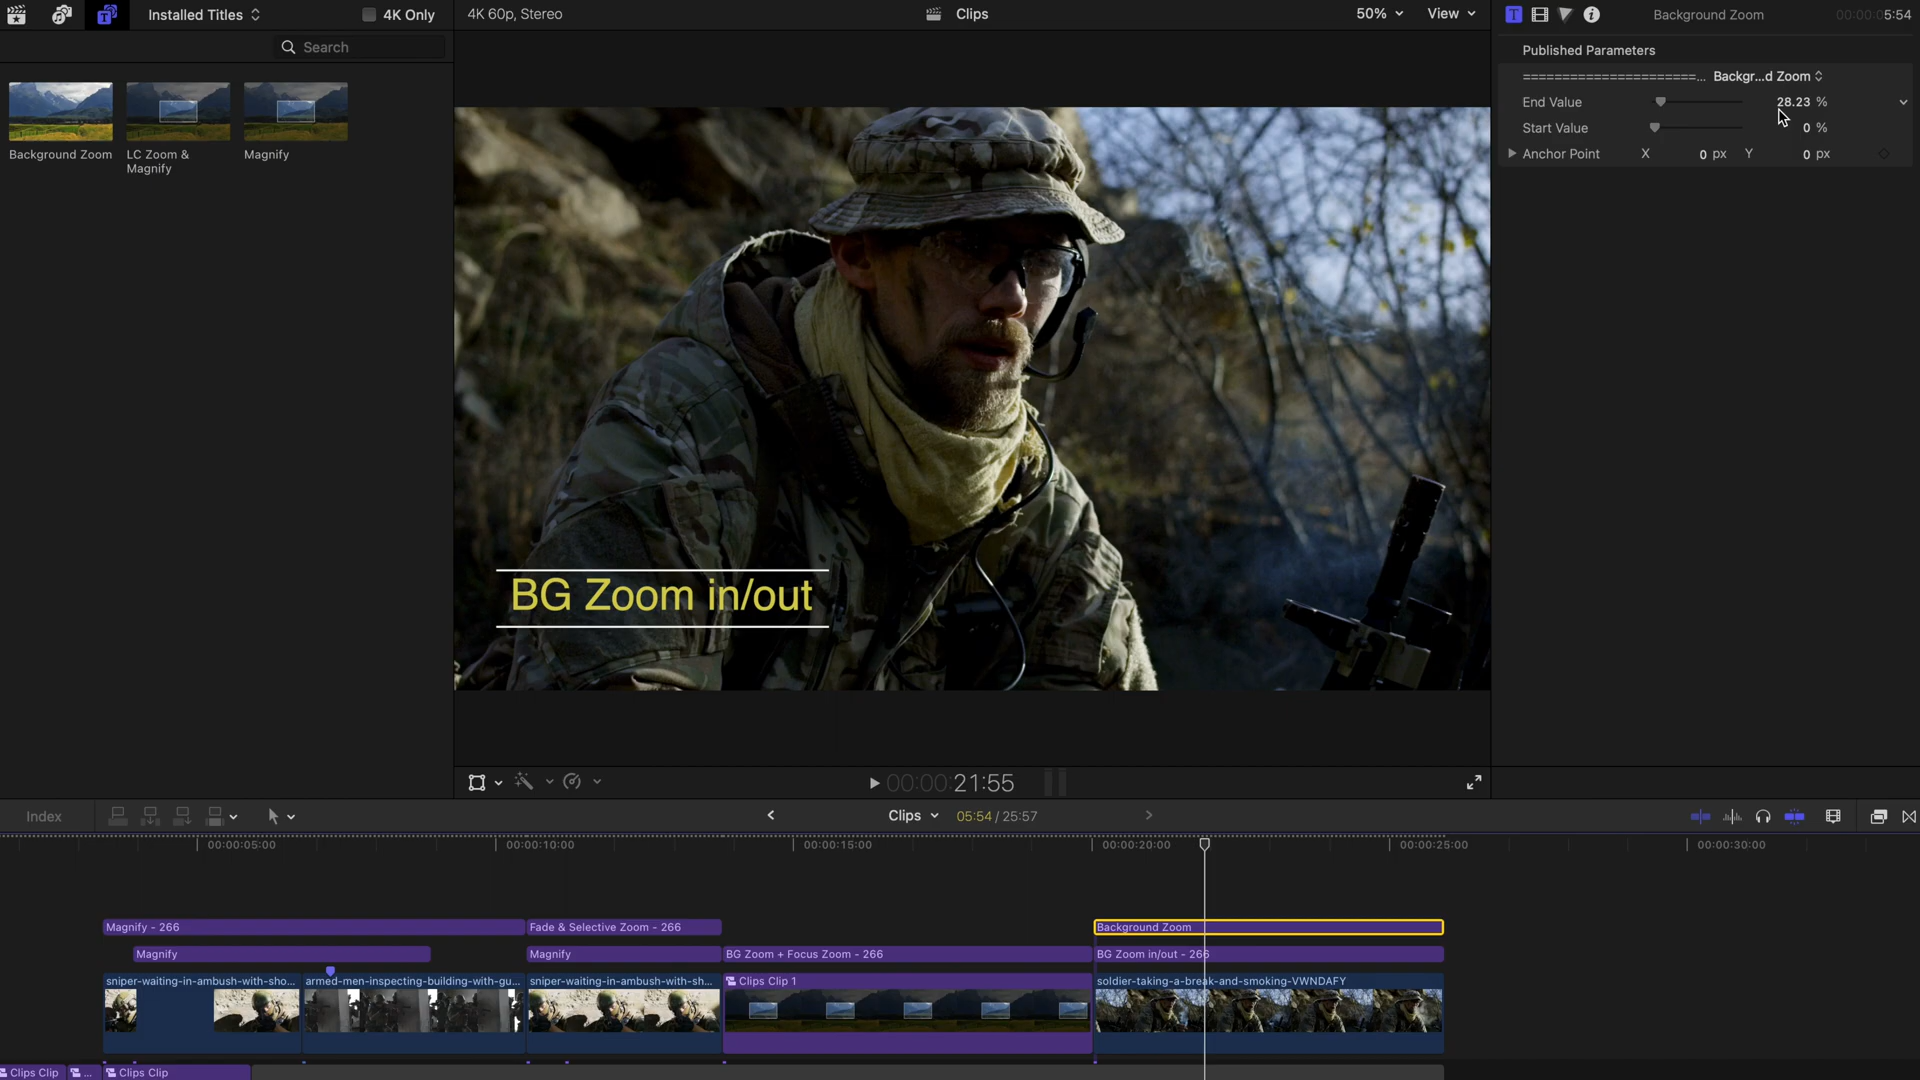 Installed Titles
4K Only
4K 60p, Stereo
Clips
50%
View
Background Zoom
00:00:05:54
Search
Published Parameters
=====================... Backgr...d Zoom
End Value 28.23 %
Start Value 0 %
Anchor Point X 0 px Y 0 px
Background Zoom
LC Zoom &
Magnify
Magnify
BG Zoom in/out
00:00:00:21:55
Index
Clips
05:54 / 25:57
00:00:05:00
00:00:10:00
00:00:15:00
00:00:20:00
00:00:25:00
00:00:30:00
Magnify - 266
Fade & Selective Zoom - 266
Background Zoom
Magnify
Magnify
BG Zoom + Focus Zoom - 266
BG Zoom in/out - 266
sniper-waiting-in-ambush-with-sho...
armed-men-inspecting-building-with-gu...
sniper-waiting-in-ambush-with-sh...
Clips Clip 1
soldier-taking-a-break-and-smoking-VWNDAFY
Clips Clip
...
Clips Clip